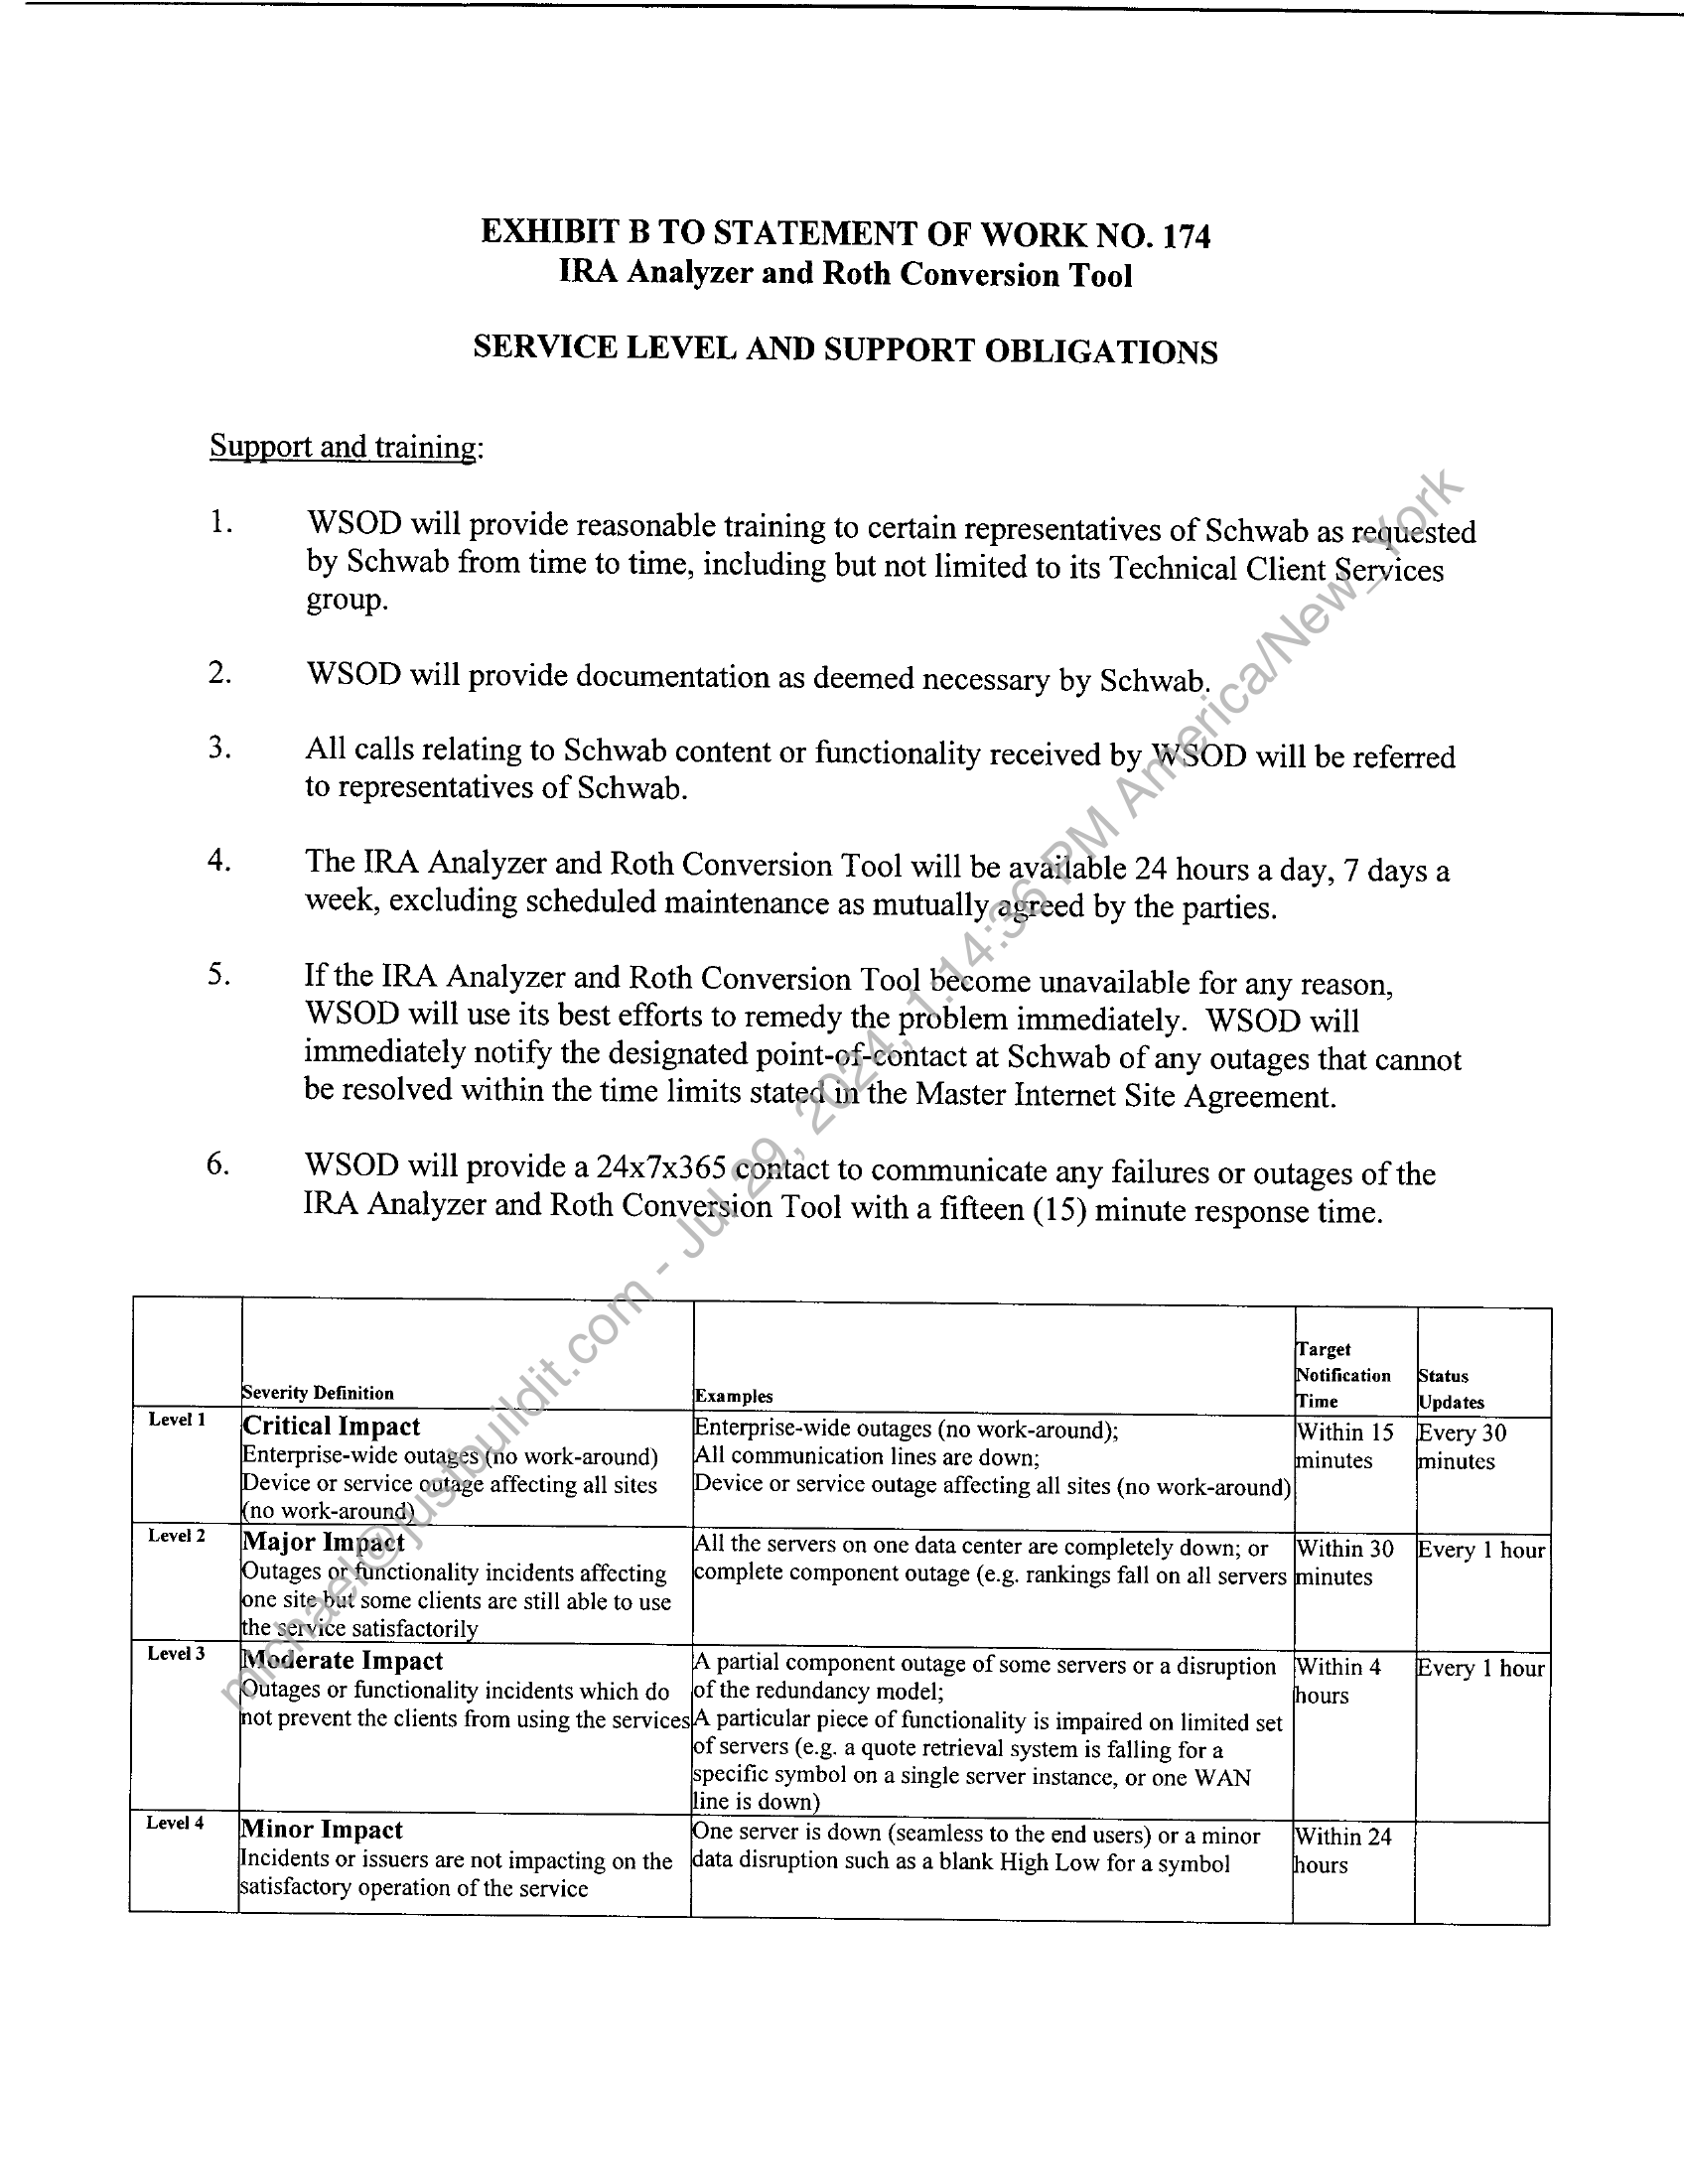 EXHIBIT B TO STATEMENT OF WORK NO. 174
IRA Analyzer and Roth Conversion Tool
SERVICE LEVEL AND SUPPORT OBLIGATIONS
Support and training:
1. WSOD will provide reasonable training to certain representatives of Schwab as requested
by Schwab from time to time, including but not limited to its Technical Client Services
group.
2. WSOD will provide documentation as deemed necessary by Schwab.
3. All calls relating to Schwab content or functionality received by WSOD will be referred
to representatives of Schwab.
4. The IRA Analyzer and Roth Conversion Tool will be available 24 hours a day, 7 days a
week, excluding scheduled maintenance as mutually agreed by the parties.
5. If the IRA Analyzer and Roth Conversion Tool become unavailable for any reason,
WSOD will use its best efforts to remedy the problem immediately. WSOD will
immediately notify the designated point-of-contact at Schwab of any outages that cannot
be resolved within the time limits stated in the Master Internet Site Agreement.
6. WSOD will provide a 24x7x365 contact to communicate any failures or outages of the
IRA Analyzer and Roth Conversion Tool with a fifteen (15) minute response time.
Severity Definition
Examples
Target
Notification
Time
Status
Updates
Level 1
Critical Impact
Enterprise-wide outages (no work-around)
Device or service outage affecting all sites
(no work-around)
Enterprise-wide outages (no work-around);
All communication lines are down;
Device or service outage affecting all sites (no work-around)
Within 15
minutes
Every 30
minutes
Level 2
Major Impact
Outages or functionality incidents affecting
one site but some clients are still able to use
the service satisfactorily
All the servers on one data center are completely down; or
complete component outage (e.g. rankings fall on all servers
Within 30
minutes
Every 1 hour
Level 3
Moderate Impact
Outages or functionality incidents which do
not prevent the clients from using the services
A partial component outage of some servers or a disruption
of the redundancy model;
A particular piece of functionality is impaired on limited set
of servers (e.g. a quote retrieval system is falling for a
specific symbol on a single server instance, or one WAN
line is down)
Within 4
hours
Every 1 hour
Level 4
Minor Impact
Incidents or issuers are not impacting on the
satisfactory operation of the service
One server is down (seamless to the end users) or a minor
data disruption such as a blank High Low for a symbol
Within 24
hours
michael@justbuildit.com - Jul 29, 2024, 1:14:36 PM America/New_York